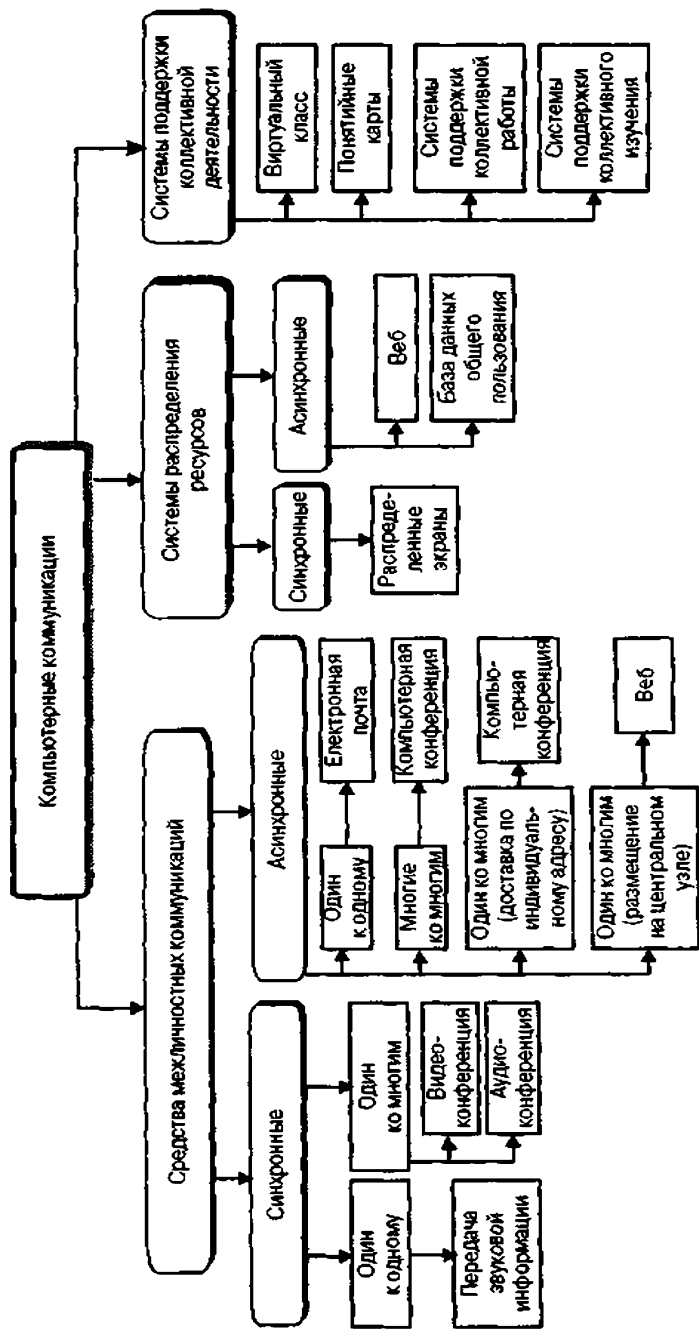 Компьютерные коммуникации
Средства межличностных коммуникаций
Синхронные
Один
к одному
Передача
звуковой
информации
Один
ко многим
Видео-
конференция
Аудио-
конференция
Асинхронные
Один
к одному
Електронная
почта
Многие
ко многим
Компьютерная
конференция
Один ко многим
(доставка по
индивидуаль-
ному адресу)
Компью-
терная
конференция
Один ко многим
(размещение
на центральном
узле)
Веб
Системы распределения
ресурсов
Синхронные
Распреде-
ленные
экраны
Асинхронные
Веб
База данных
общего
пользования
Системы поддержки
коллективной
деятельности
Виртуальный
класс
Понятийные
карты
Системы
поддержки
коллективной
работы
Системы
поддержки
коллективного
изучения